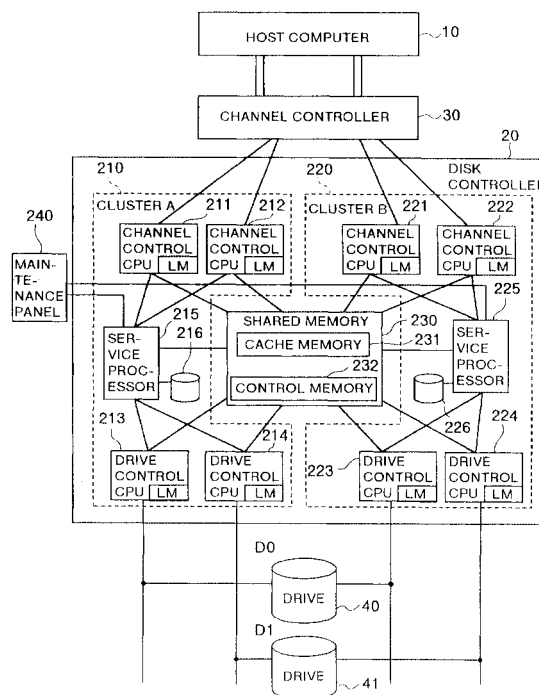 HOST COMPUTER
10
CHANNEL CONTROLLER
30
20
210
220
DISK
CONTROLLER
CLUSTER A
211
212
CLUSTER B
221
222
240
CHANNEL
CONTROL
CPU LM
CHANNEL
CONTROL
CPU LM
CHANNEL
CONTROL
CPU LM
CHANNEL
CONTROL
CPU LM
MAIN-
TE-
NANCE
PANEL
215
216
SER-
VICE
PROC-
ESSOR
SHARED MEMORY
230
CACHE MEMORY
231
232
CONTROL MEMORY
225
SER-
VICE
PROC-
ESSOR
226
213
214
223
224
DRIVE
CONTROL
CPU LM
DRIVE
CONTROL
CPU LM
DRIVE
CONTROL
CPU LM
DRIVE
CONTROL
CPU LM
D0
DRIVE
40
D1
DRIVE
41